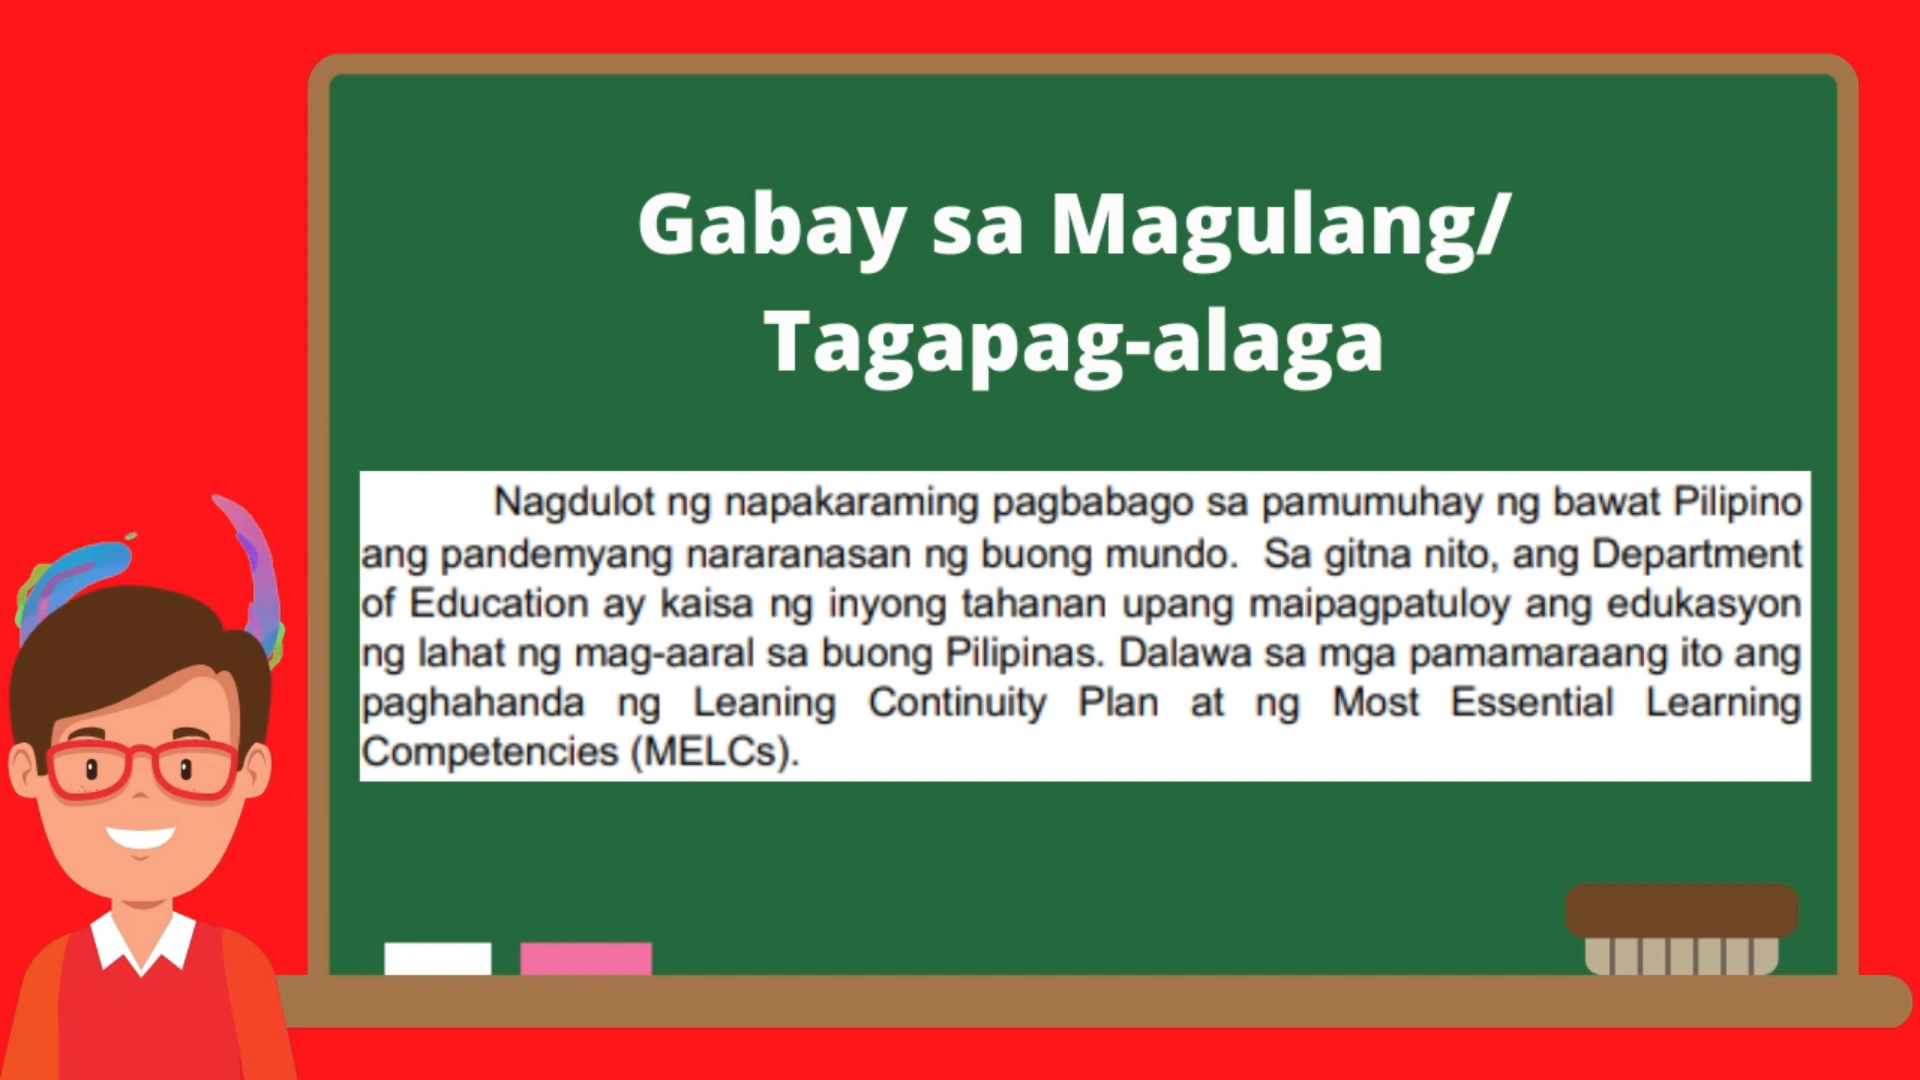 Gabay sa Magulang/
Tagapag-alaga
Nagdulot ng napakaraming pagbabago sa pamumuhay ng bawat Pilipino
ang pandemyang nararanasan ng buong mundo. Sa gitna nito, ang Department
of Education ay kaisa ng inyong tahanan upang maipagpatuloy ang edukasyon
ng lahat ng mag-aaral sa buong Pilipinas. Dalawa sa mga pamamaraang ito ang
paghahanda ng Leaning Continuity Plan at ng Most Essential Learning
Competencies (MELCs).